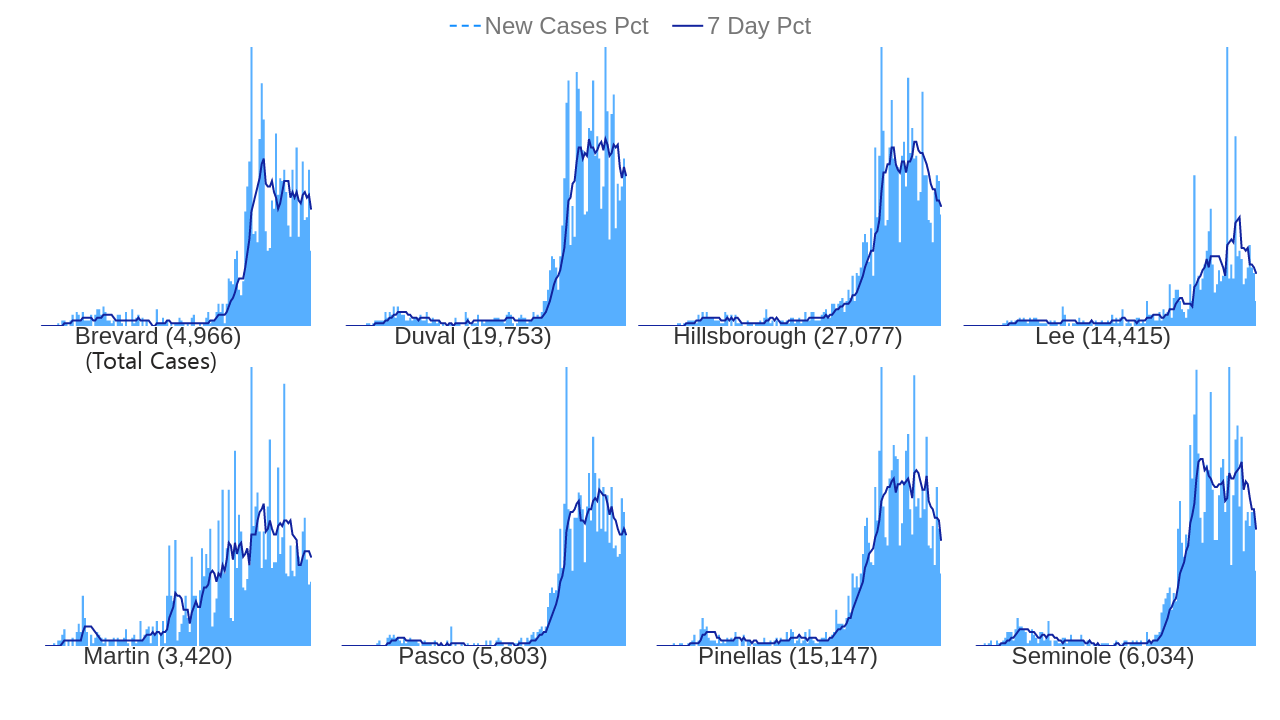 New Cases Pct 7 Day Pct
Brevard (4,966) Duval (19,753) Hillsborough (27,077) Lee (14,415)
(Total Cases)
Martin (3,420) Pasco (5,803) Pinellas (15,147) Seminole (6,034)